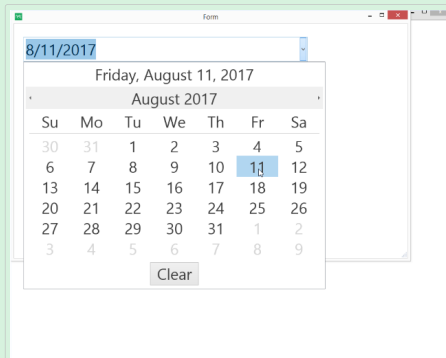 Form
8/11/2017
Friday, August 11, 2017
August 2017
Su Mo Tu We Th Fr Sa
30 31 1 2 3 4 5
6 7 8 9 10 11 12
13 14 15 16 17 18 19
20 21 22 23 24 25 26
27 28 29 30 31 1 2
3 4 5 6 7 8 9
Clear